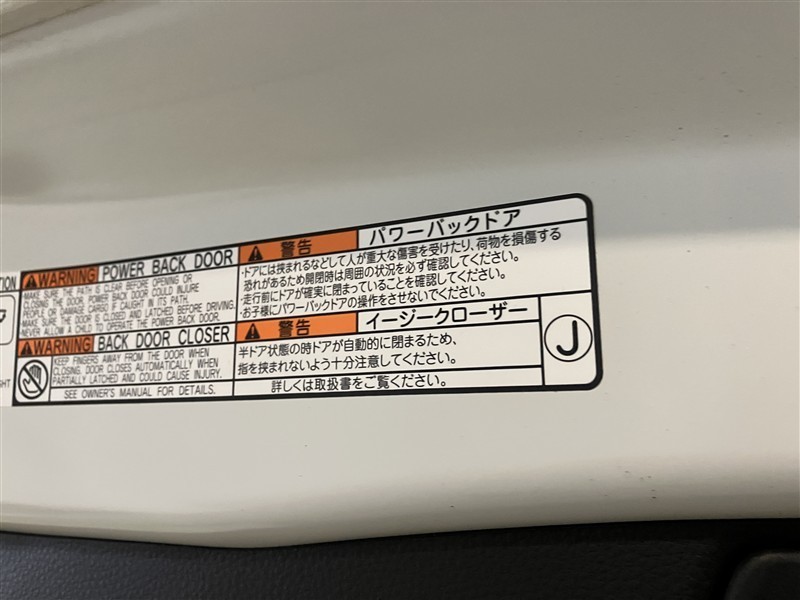 TION
GHT
WARNING POWER BACK DOOR
・MAKE SURE PATH IS CLEAR BEFORE OPENING OR
CLOSING THE DOOR. POWER BACK DOOR COULD INJURE
PEOPLE OR DAMAGE CARGO IF CAUGHT IN ITS PATH.
・MAKE SURE DOOR IS CLOSED AND LATCHED BEFORE DRIVING.
・NEVER ALLOW A CHILD TO OPERATE THE POWER BACK DOOR.
WARNING BACK DOOR CLOSER
KEEP FINGERS AWAY FROM THE DOOR WHEN
CLOSING. DOOR CLOSES AUTOMATICALLY WHEN
PARTIALLY LATCHED AND COULD CAUSE INJURY.
SEE OWNER'S MANUAL FOR DETAILS.
警告 パワーバックドア
・ドアには挟まれるなどして人が重大な傷害を受けたり、荷物を損傷する
恐れがあるため開閉時は周囲の状況を必ず確認してください。
・走行前にドアが確実に閉まっていることを確認してください。
・お子様にパワーバックドアの操作をさせないでください。
警告 イージークローザー
半ドア状態の時ドアが自動的に閉まるため、
指を挟まれないよう十分注意してください。
詳しくは取扱書をご覧ください。
J